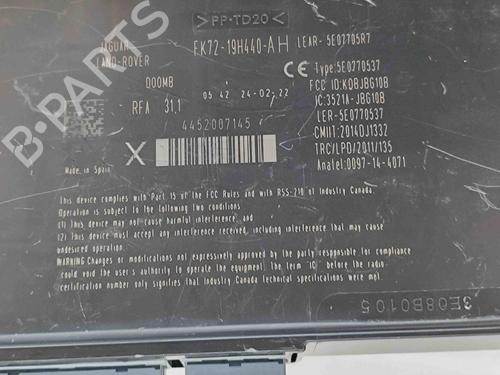 >PP-TD20<
JAGUAR
LAND-ROVER
FK72-19H440-AH
LEAR- 5E07705R7
DOOMB
RFA 31.1
05 42 24-02-22
CE
Type:5E0770537
FCC ID:KOBJBG10B
IC:3521A-JBG10B
LER-5E0770537
CMIIT:2014DJ1332
TRC/LPD/2011/135
Anatel:0097-14-4071
4452007145
X
Made in Spain
This device complies with Part 15 of the FCC Rules and with RSS-210 of Industry Canada.
Operation is subject to the following two conditions
(1) This device may not cause harmful interference, and
(2) This device must accept any interference received, including interference that may cause
undesired operation.
WARNING:Changes or modifications not expressively approved by the party responsible for compliance
could void the user's authority to operate the equipment. The term "IC" before the radio
certification number only signifies that Industry Canada technical specifications were met
3E08B0105
B-PARTS